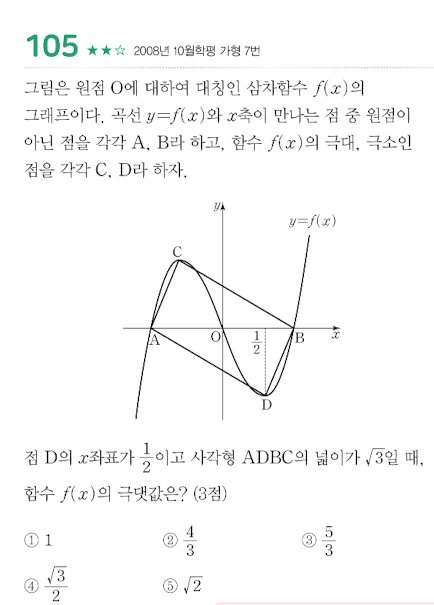 105 ★★☆ 2008년 10월학평 가형 7번
그림은 원점 O에 대하여 대칭인 삼차함수 f(x)의
그래프이다. 곡선 y=f(x)와 x축이 만나는 점 중 원점이
아닌 점을 각각 A, B라 하고, 함수 f(x)의 극대, 극소인
점을 각각 C, D라 하자.
y
y=f(x)
C
A
O
1/2
B
x
D
점 D의 x좌표가 1/2이고 사각형 ADBC의 넓이가 √3일 때,
함수 f(x)의 극댓값은? (3점)
① 1 ② 4/3 ③ 5/3
④ √3/2 ⑤ √2